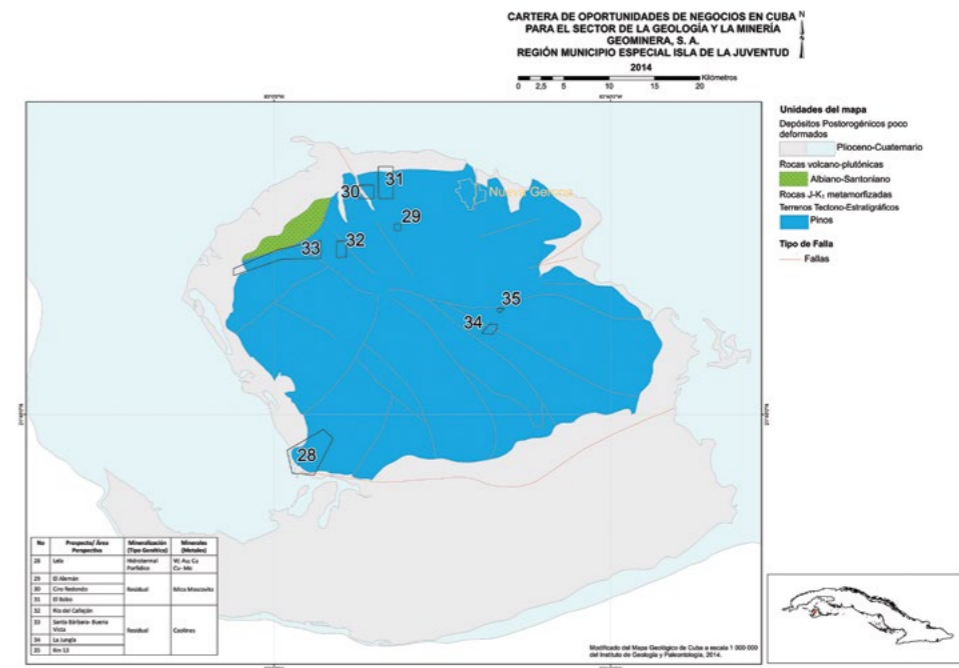 CARTERA DE OPORTUNIDADES DE NEGOCIOS EN CUBA
PARA EL SECTOR DE LA GEOLOGÍA Y LA MINERÍA
GEOMINERA, S. A.
REGIÓN MUNICIPIO ESPECIAL ISLA DE LA JUVENTUD
N
2014
Kilómetros
0 2,5 5 10 15 20
Unidades del mapa
Depósitos Postorogénicos poco
deformados
Plioceno-Cuaternario
Rocas volcano-plutónicas
Albiano-Santoniano
Rocas J-K₁ metamorfizadas
Terrenos Tectono-Estratigráficos
Pinos
Tipo de Falla
Fallas
31
30
Nueva Gerona
29
32
33
35
34
28
No Prospecto/ Área Perspectiva Mineralización (Tipo Genético) Minerales (Metales)
28 Lela Hidrotermal Porfídico W; Au; Cu Cu- Mo
29 El Alemán
30 Ciro Redondo Residual Mica Moscovita
31 El Bobo
32 Río del Callejón
33 Santa Bárbara- Buena Vista Residual Caolines
34 La Jungla
35 Km 13
Modificado del Mapa Geológico de Cuba a escala 1 000 000
del Instituto de Geología y Paleontología, 2014.